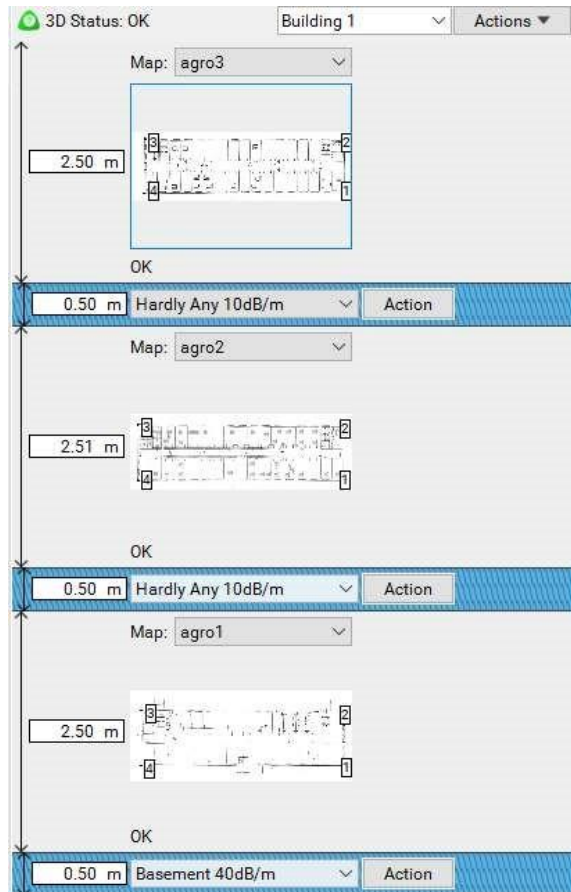 3D Status: OK Building 1 Actions ▼
Map: agro3
3 2
2.50 m
4 1
OK
0.50 m Hardly Any 10dB/m Action
Map: agro2
3 2
2.51 m
4 1
OK
0.50 m Hardly Any 10dB/m Action
Map: agro1
3 2
2.50 m
4 1
OK
0.50 m Basement 40dB/m Action